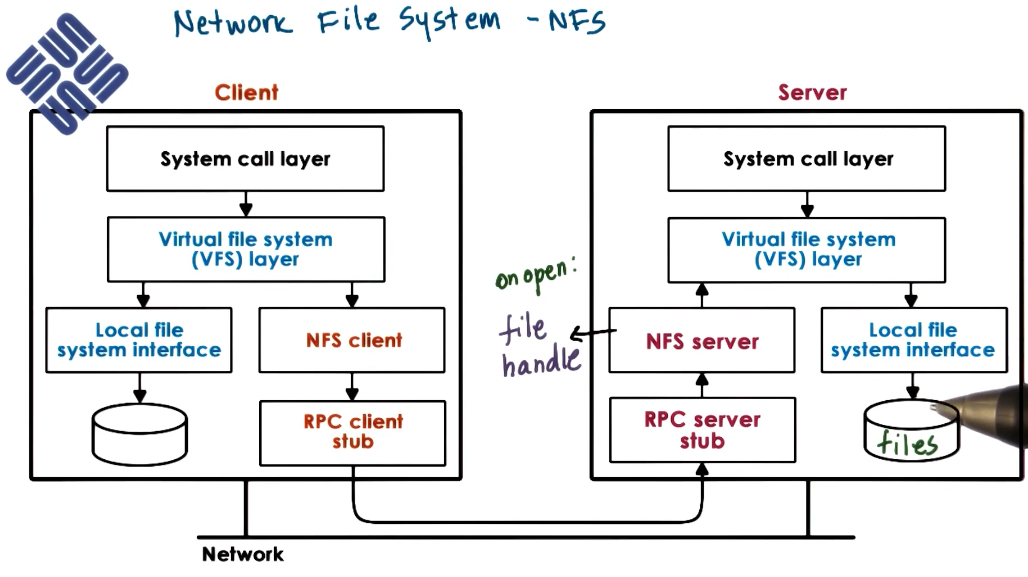 Network File System - NFS
SUN
Client
Server
System call layer
System call layer
Virtual file system
(VFS) layer
Virtual file system
(VFS) layer
on open:
file
handle
Local file
system interface
NFS client
NFS server
Local file
system interface
RPC client
stub
RPC server
stub
files
Network